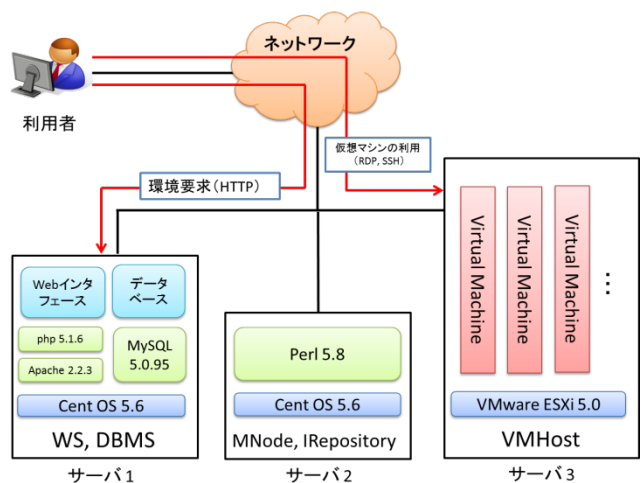 ネットワーク
利用者
仮想マシンの利用
(RDP, SSH)
環境要求(HTTP)
Webインタ
フェース
データ
ベース
php 5.1.6
Apache 2.2.3
MySQL
5.0.95
Cent OS 5.6
WS, DBMS
サーバ1
Perl 5.8
Cent OS 5.6
MNode, IRepository
サーバ2
Virtual Machine
Virtual Machine
Virtual Machine
…
VMware ESXi 5.0
VMHost
サーバ3